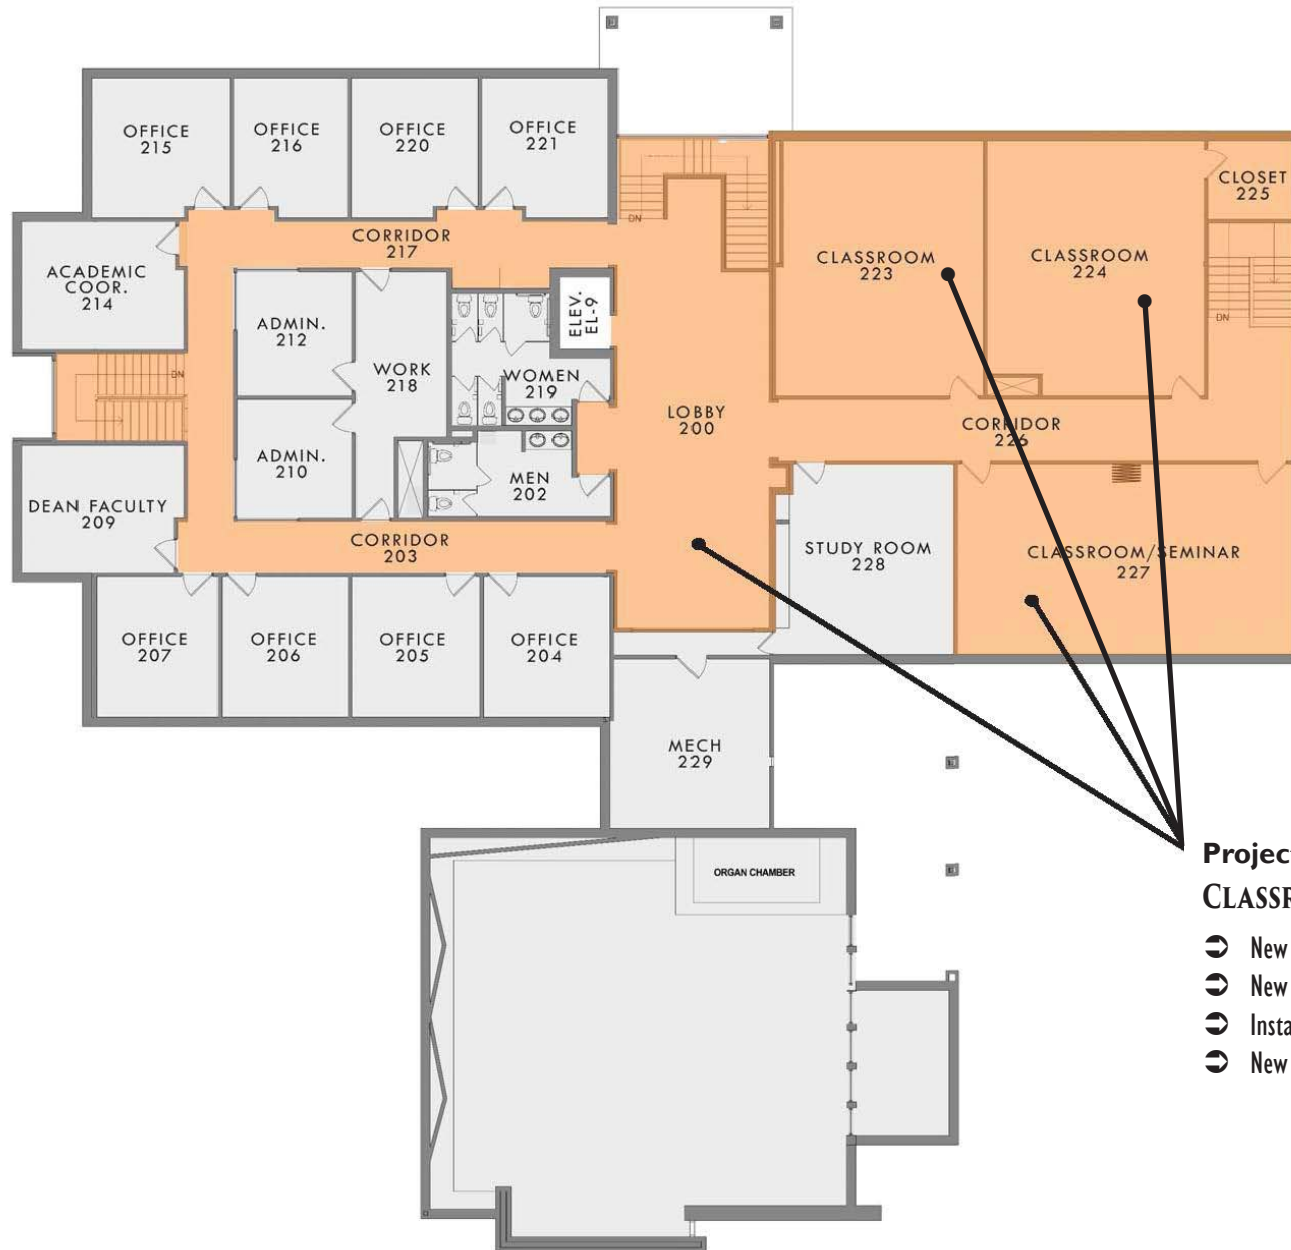 OFFICE
215
OFFICE
216
OFFICE
220
OFFICE
221
DN
CLOSET
225
CORRIDOR
217
CLASSROOM
223
CLASSROOM
224
ACADEMIC
COOR.
214
ELEV.
EL-9
ADMIN.
212
DN
WORK
218
WOMEN
219
DN
LOBBY
200
CORRIDOR
226
ADMIN.
210
MEN
202
DEAN FACULTY
209
CORRIDOR
203
STUDY ROOM
228
CLASSROOM/SEMINAR
227
OFFICE
207
OFFICE
206
OFFICE
205
OFFICE
204
MECH
229
ORGAN CHAMBER
Projec
CLASSR
➲ New
➲ New
➲ Insta
➲ New